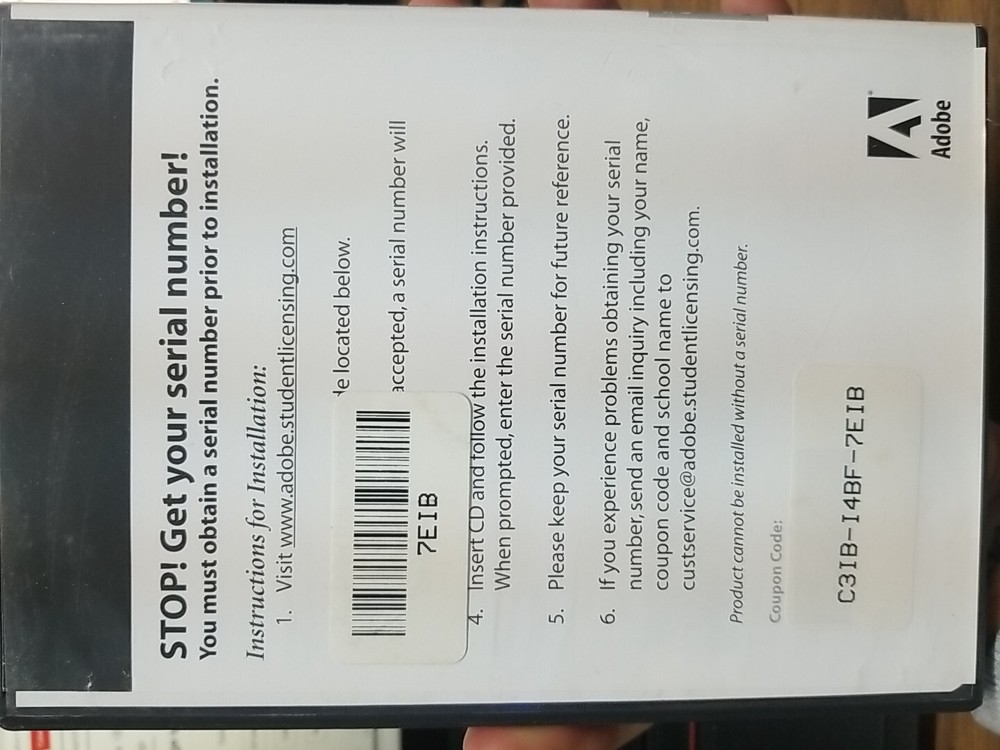 STOP! Get your serial number!
You must obtain a serial number prior to installation.
Instructions for Installation:
1. Visit www.adobe.studentlicensing.com
located below.
accepted, a serial number will
7EIB
4. Insert CD and follow the installation instructions.
When prompted, enter the serial number provided.
5. Please keep your serial number for future reference.
6. If you experience problems obtaining your serial
number, send an email inquiry including your name,
coupon code and school name to
custservice@adobe.studentlicensing.com.
Product cannot be installed without a serial number.
Coupon Code:
C3IB-I4BF-7EIB
Adobe